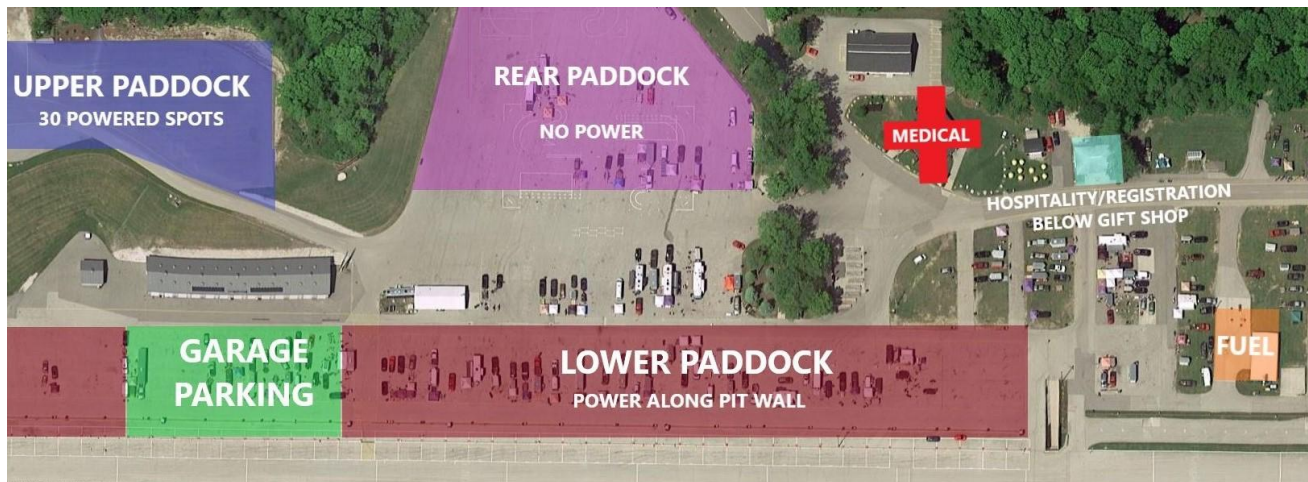 UPPER PADDOCK
30 POWERED SPOTS
REAR PADDOCK
NO POWER
MEDICAL
HOSPITALITY/REGISTRATION
BELOW GIFT SHOP
GARAGE
PARKING
LOWER PADDOCK
POWER ALONG PIT WALL
FUEL